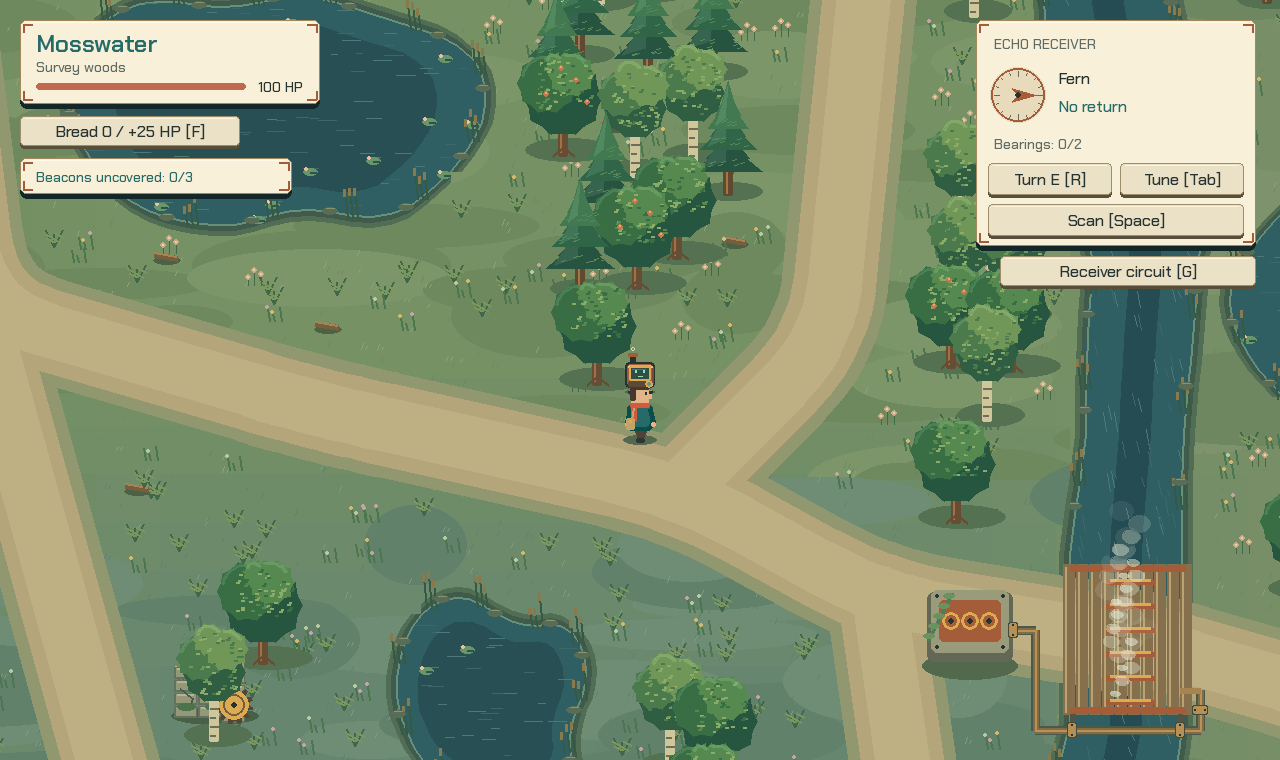 Mosswater
Survey woods
100 HP
Bread 0 / +25 HP [F]
Beacons uncovered: 0/3
ECHO RECEIVER
Fern
No return
Bearings: 0/2
Turn E [R]
Tune [Tab]
Scan [Space]
Receiver circuit [G]